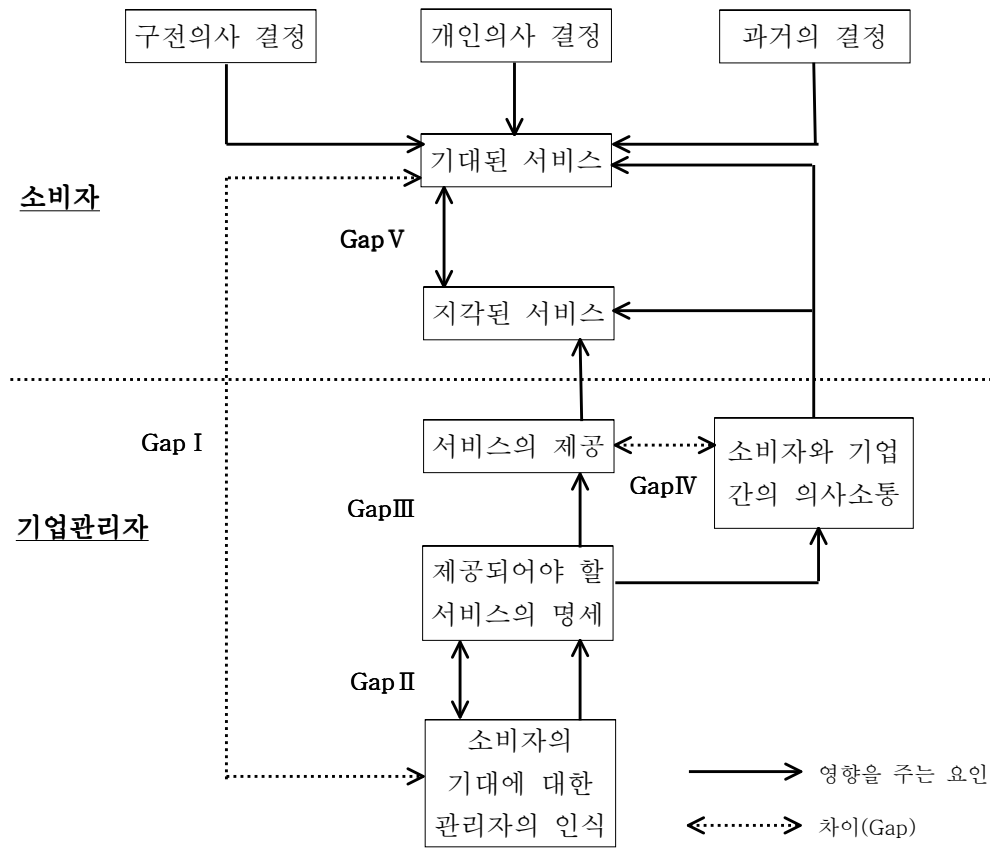 구전의사 결정
개인의사 결정
과거의 결정
기대된 서비스
소비자
GapⅤ
지각된 서비스
GapⅠ
서비스의 제공
소비자와 기업
간의 의사소통
GapⅣ
GapⅢ
기업관리자
제공되어야 할
서비스의 명세
GapⅡ
소비자의
기대에 대한
관리자의 인식
영향을 주는 요인
차이(Gap)